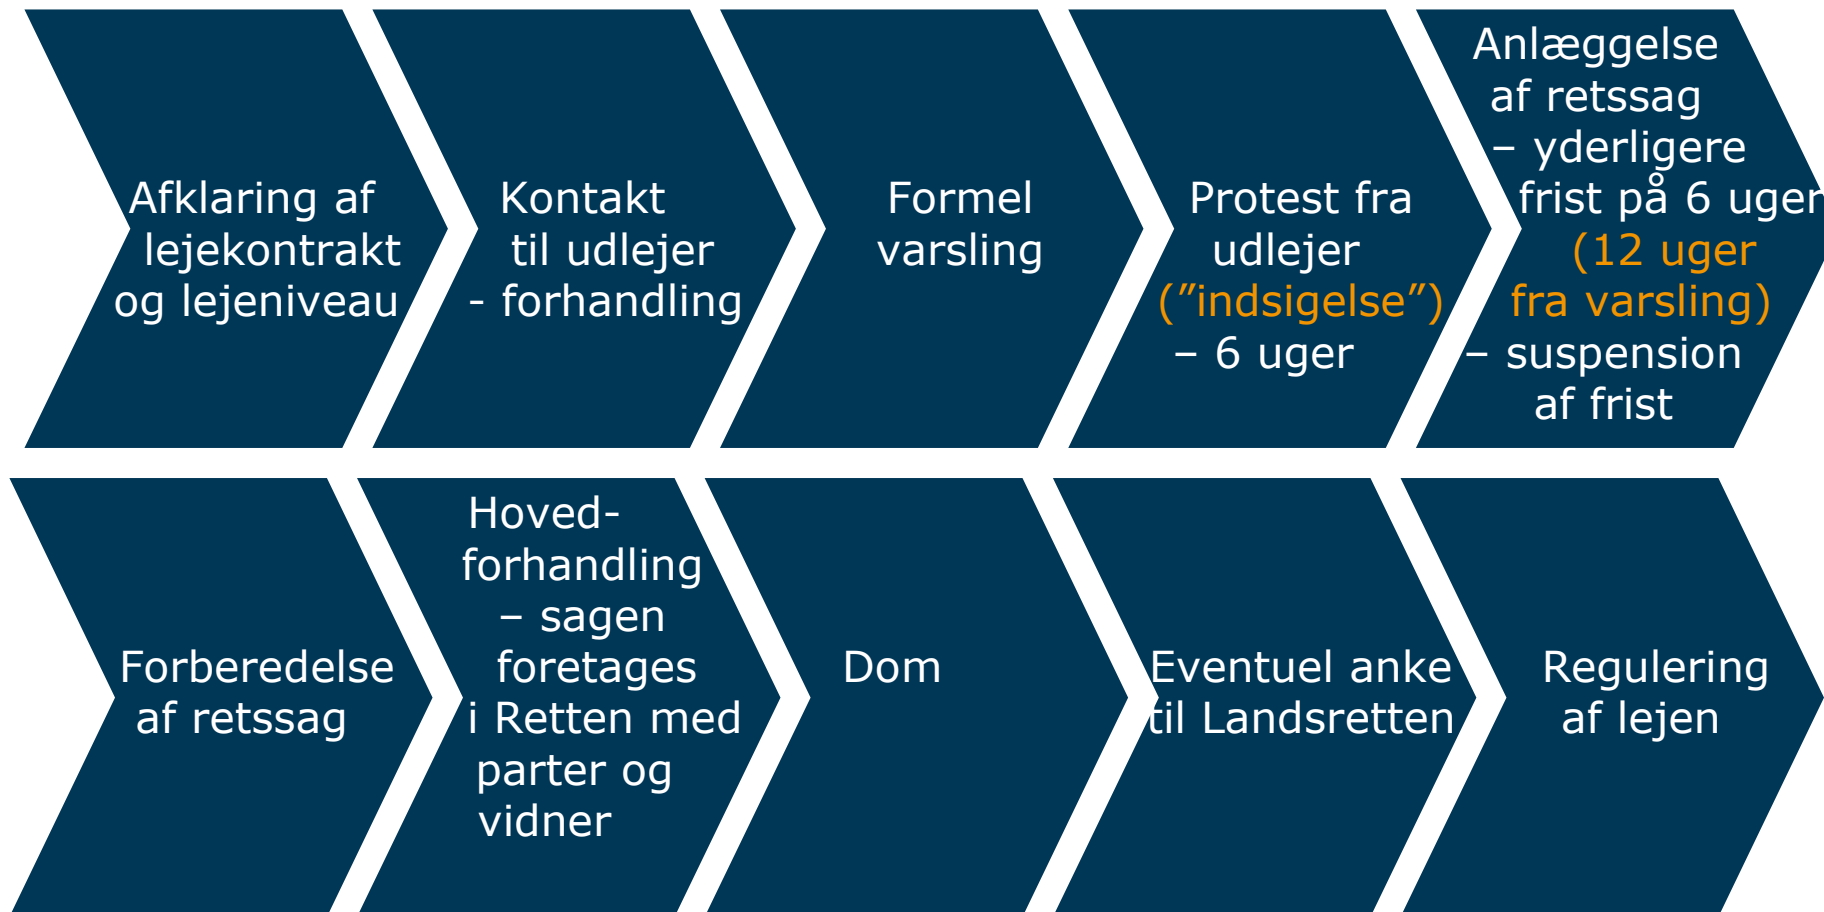 Afklaring af
lejekontrakt
og lejeniveau
Kontakt
til udlejer
- forhandling
Formel
varsling
Protest fra
udlejer
(”indsigelse”)
– 6 uger
Anlæggelse
af retssag
– yderligere
frist på 6 uger
(12 uger
fra varsling)
– suspension
af frist
Forberedelse
af retssag
Hoved-
forhandling
– sagen
foretages
i Retten med
parter og
vidner
Dom
Eventuel anke
til Landsretten
Regulering
af lejen